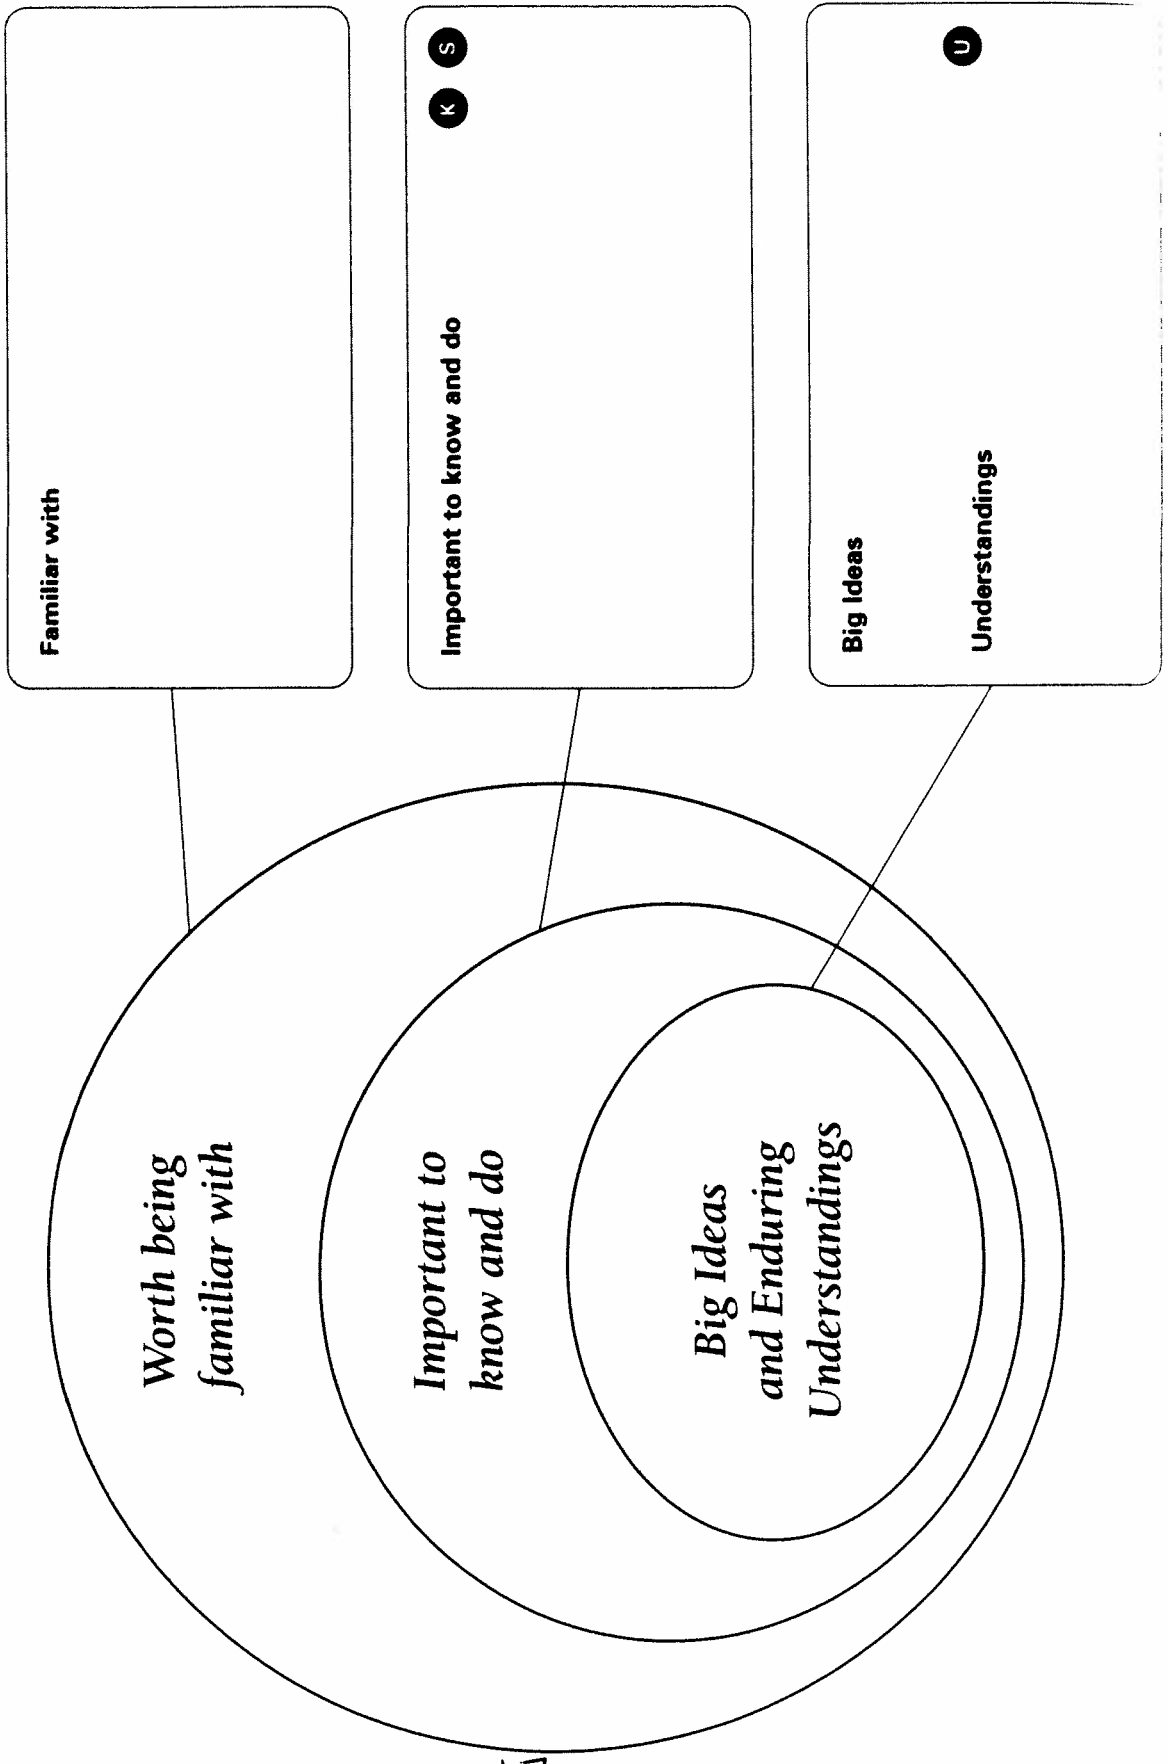 Worth being
familiar with
Important to
know and do
Big Ideas
and Enduring
Understandings
Familiar with
Important to know and do
K S
Big Ideas
Understandings
U